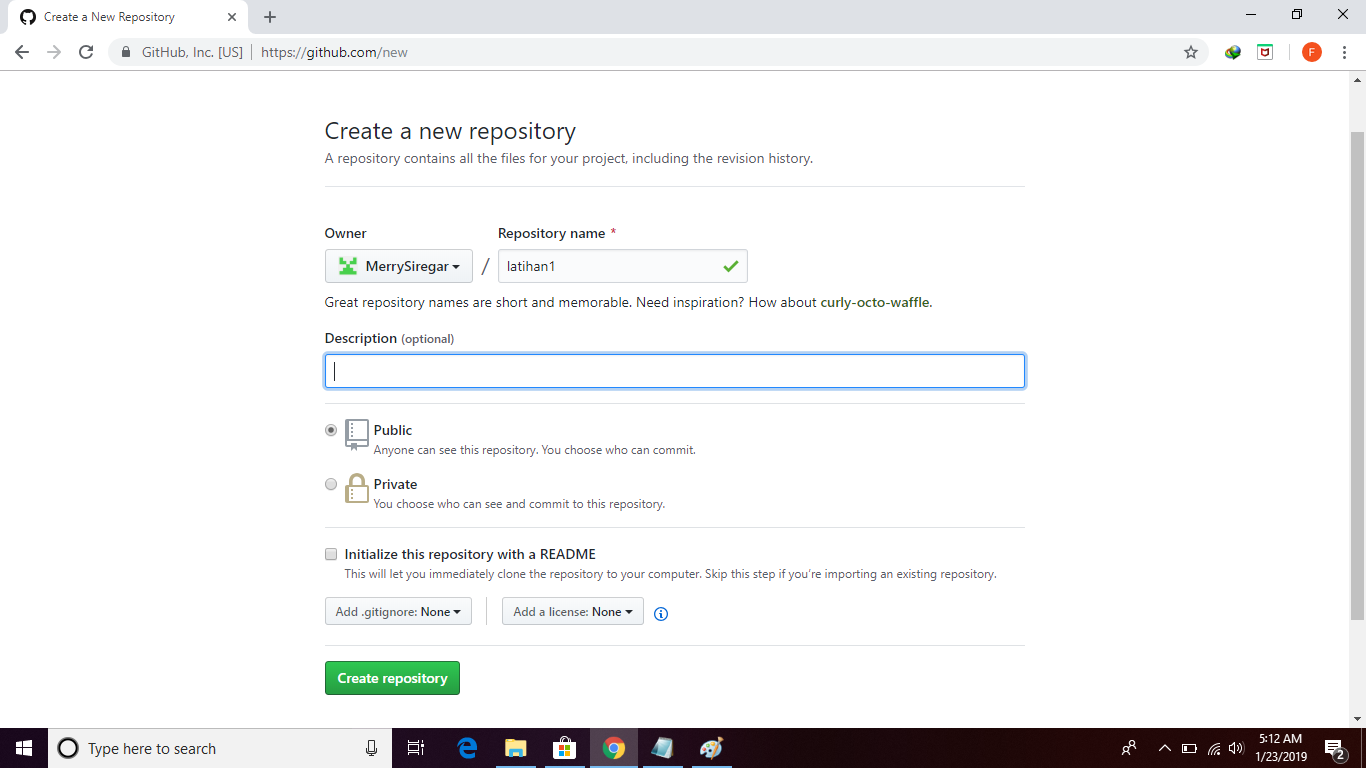 Create a New Repository
GitHub, Inc. [US] https://github.com/new
F
Create a new repository
A repository contains all the files for your project, including the revision history.
Owner Repository name *
MerrySiregar / latihan1
Great repository names are short and memorable. Need inspiration? How about curly-octo-waffle.
Description (optional)
Public
Anyone can see this repository. You choose who can commit.
Private
You choose who can see and commit to this repository.
Initialize this repository with a README
This will let you immediately clone the repository to your computer. Skip this step if you’re importing an existing repository.
Add .gitignore: None Add a license: None
Create repository
Type here to search
5:12 AM
1/23/2019
2